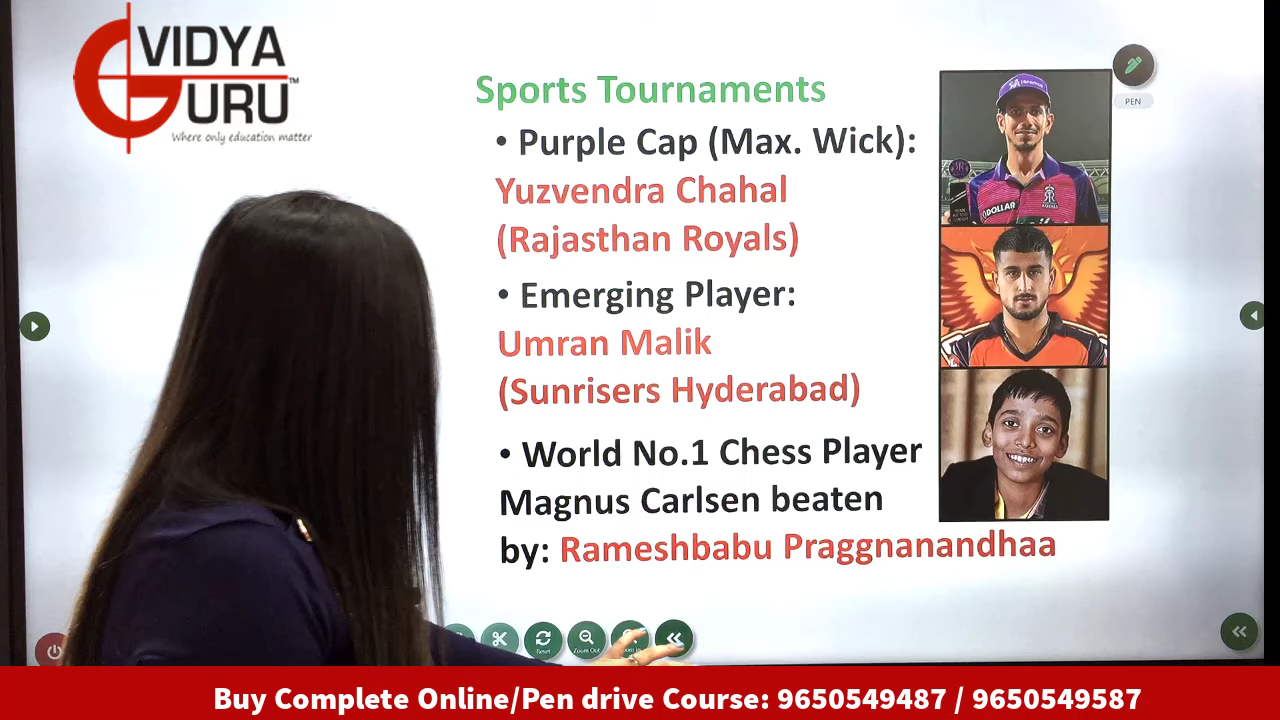 VIDYA
GURU™
Where only education matter
Sports Tournaments
PEN
• Purple Cap (Max. Wick):
Yuzvendra Chahal
(Rajasthan Royals)
DOLLAR
• Emerging Player:
Umran Malik
(Sunrisers Hyderabad)
• World No.1 Chess Player
Magnus Carlsen beaten
by: Rameshbabu Praggnanandhaa
Reset
Zoom Out
Buy Complete Online/Pen drive Course: 9650549487 / 9650549587